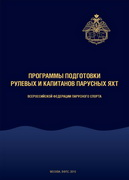 ПРОГРАММЫ ПОДГОТОВКИ
РУЛЕВЫХ И КАПИТАНОВ ПАРУСНЫХ ЯХТ
ВСЕРОССИЙСКОЙ ФЕДЕРАЦИИ ПАРУСНОГО СПОРТА